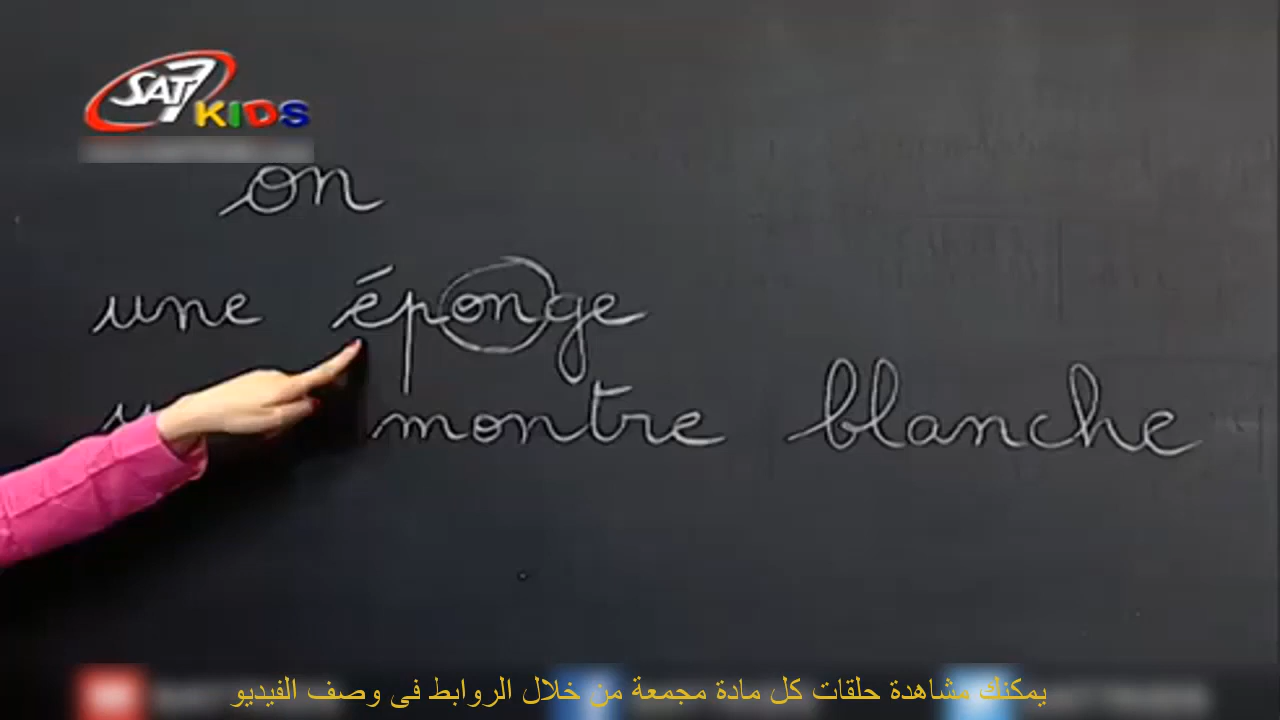 SAT7 KIDS
on
une éponge
montre blanche
يمكنك مشاهدة حلقات كل مادة مجمعة من خلال الروابط فى وصف الفيديو